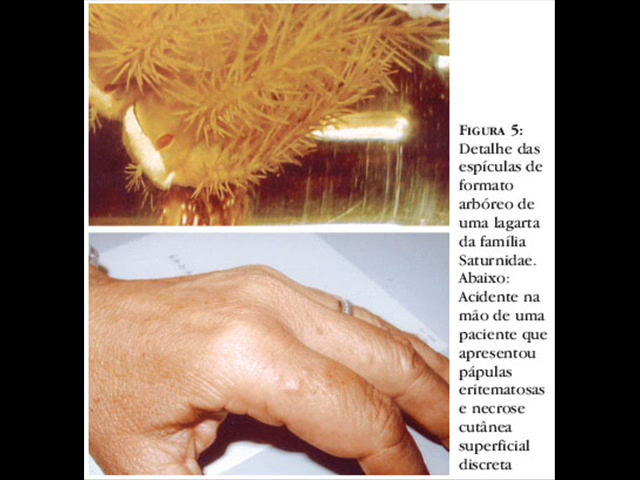 FIGURA 5:
Detalhe das
espículas de
formato
arbóreo de
uma lagarta
da família
Saturnidae.
Abaixo:
Acidente na
mão de uma
paciente que
apresentou
pápulas
eritematosas
e necrose
cutânea
superficial
discreta